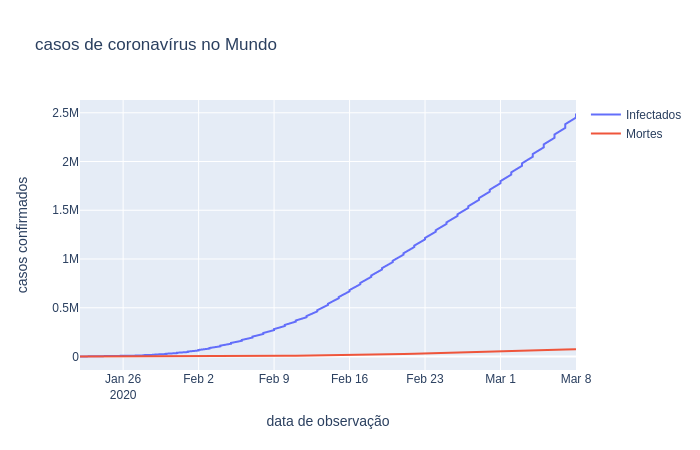 casos de coronavírus no Mundo
casos confirmados
2.5M
2M
1.5M
1M
0.5M
0
Jan 26
2020
Feb 2
Feb 9
Feb 16
Feb 23
Mar 1
Mar 8
data de observação
Infectados
Mortes